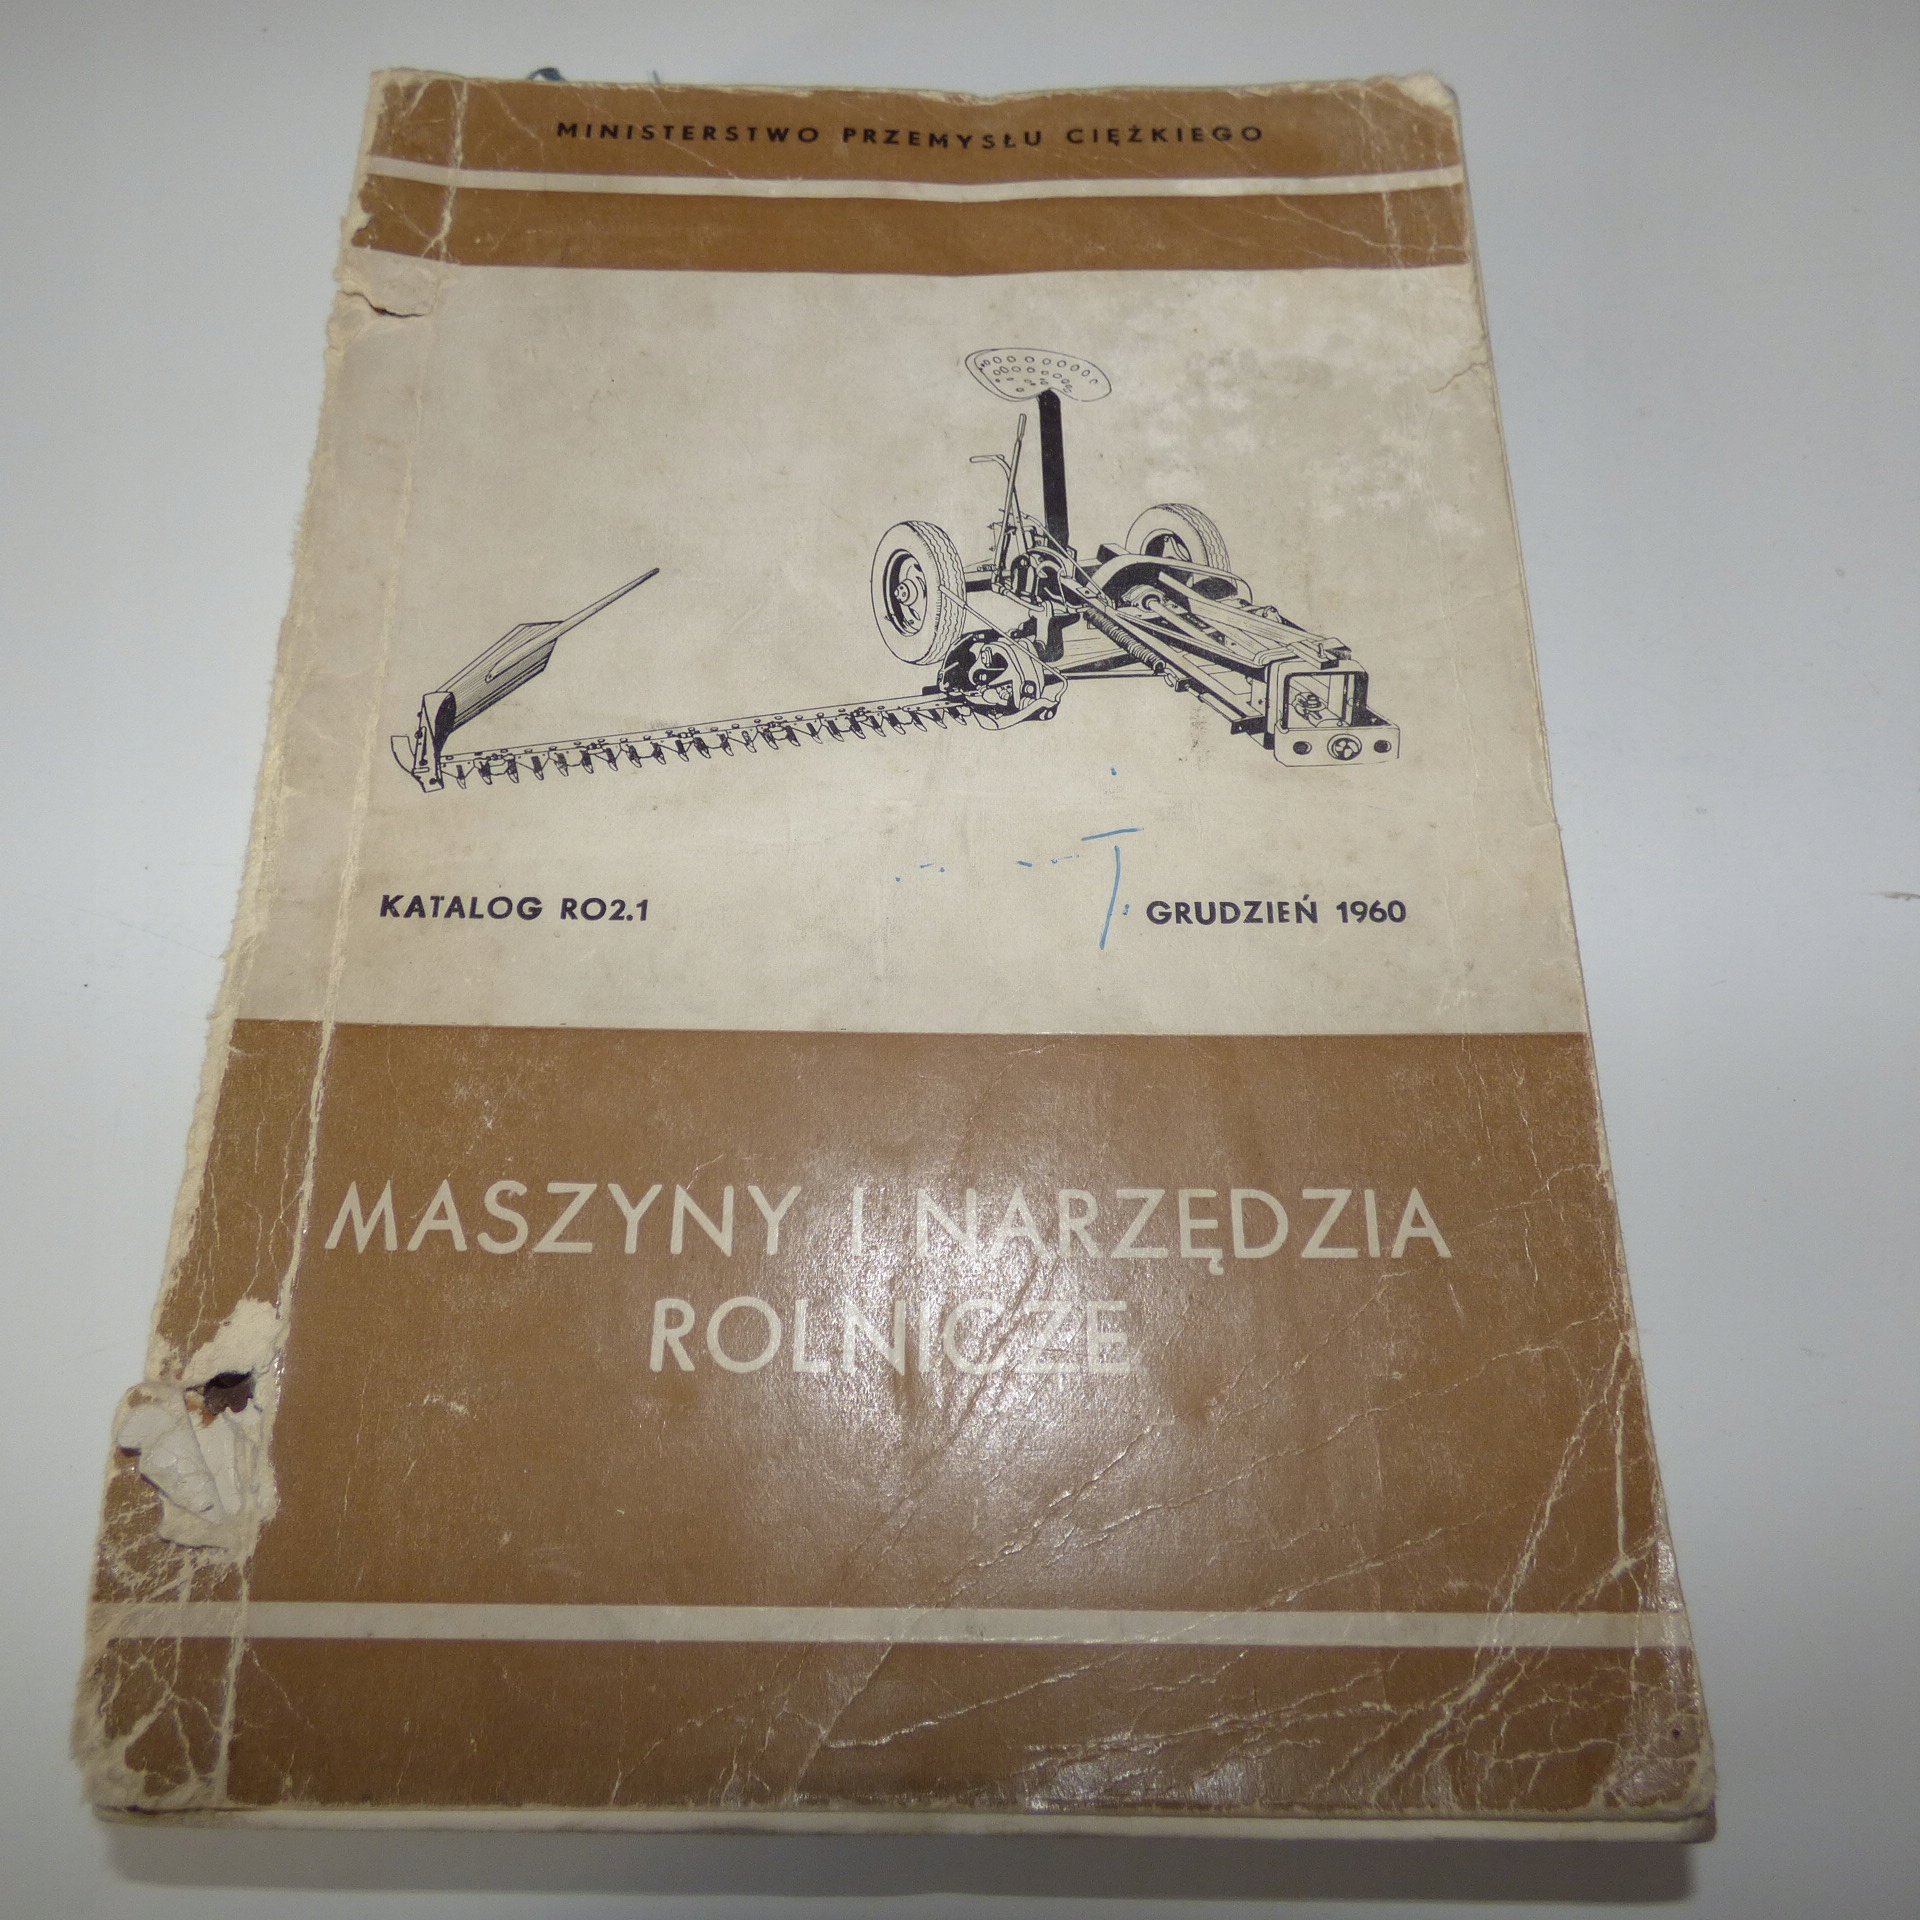 MINISTERSTWO PRZEMYSŁU CIĘŻKIEGO
KATALOG RO2.1
GRUDZIEŃ 1960
MASZYNY I NARZĘDZIA
ROLNICZE